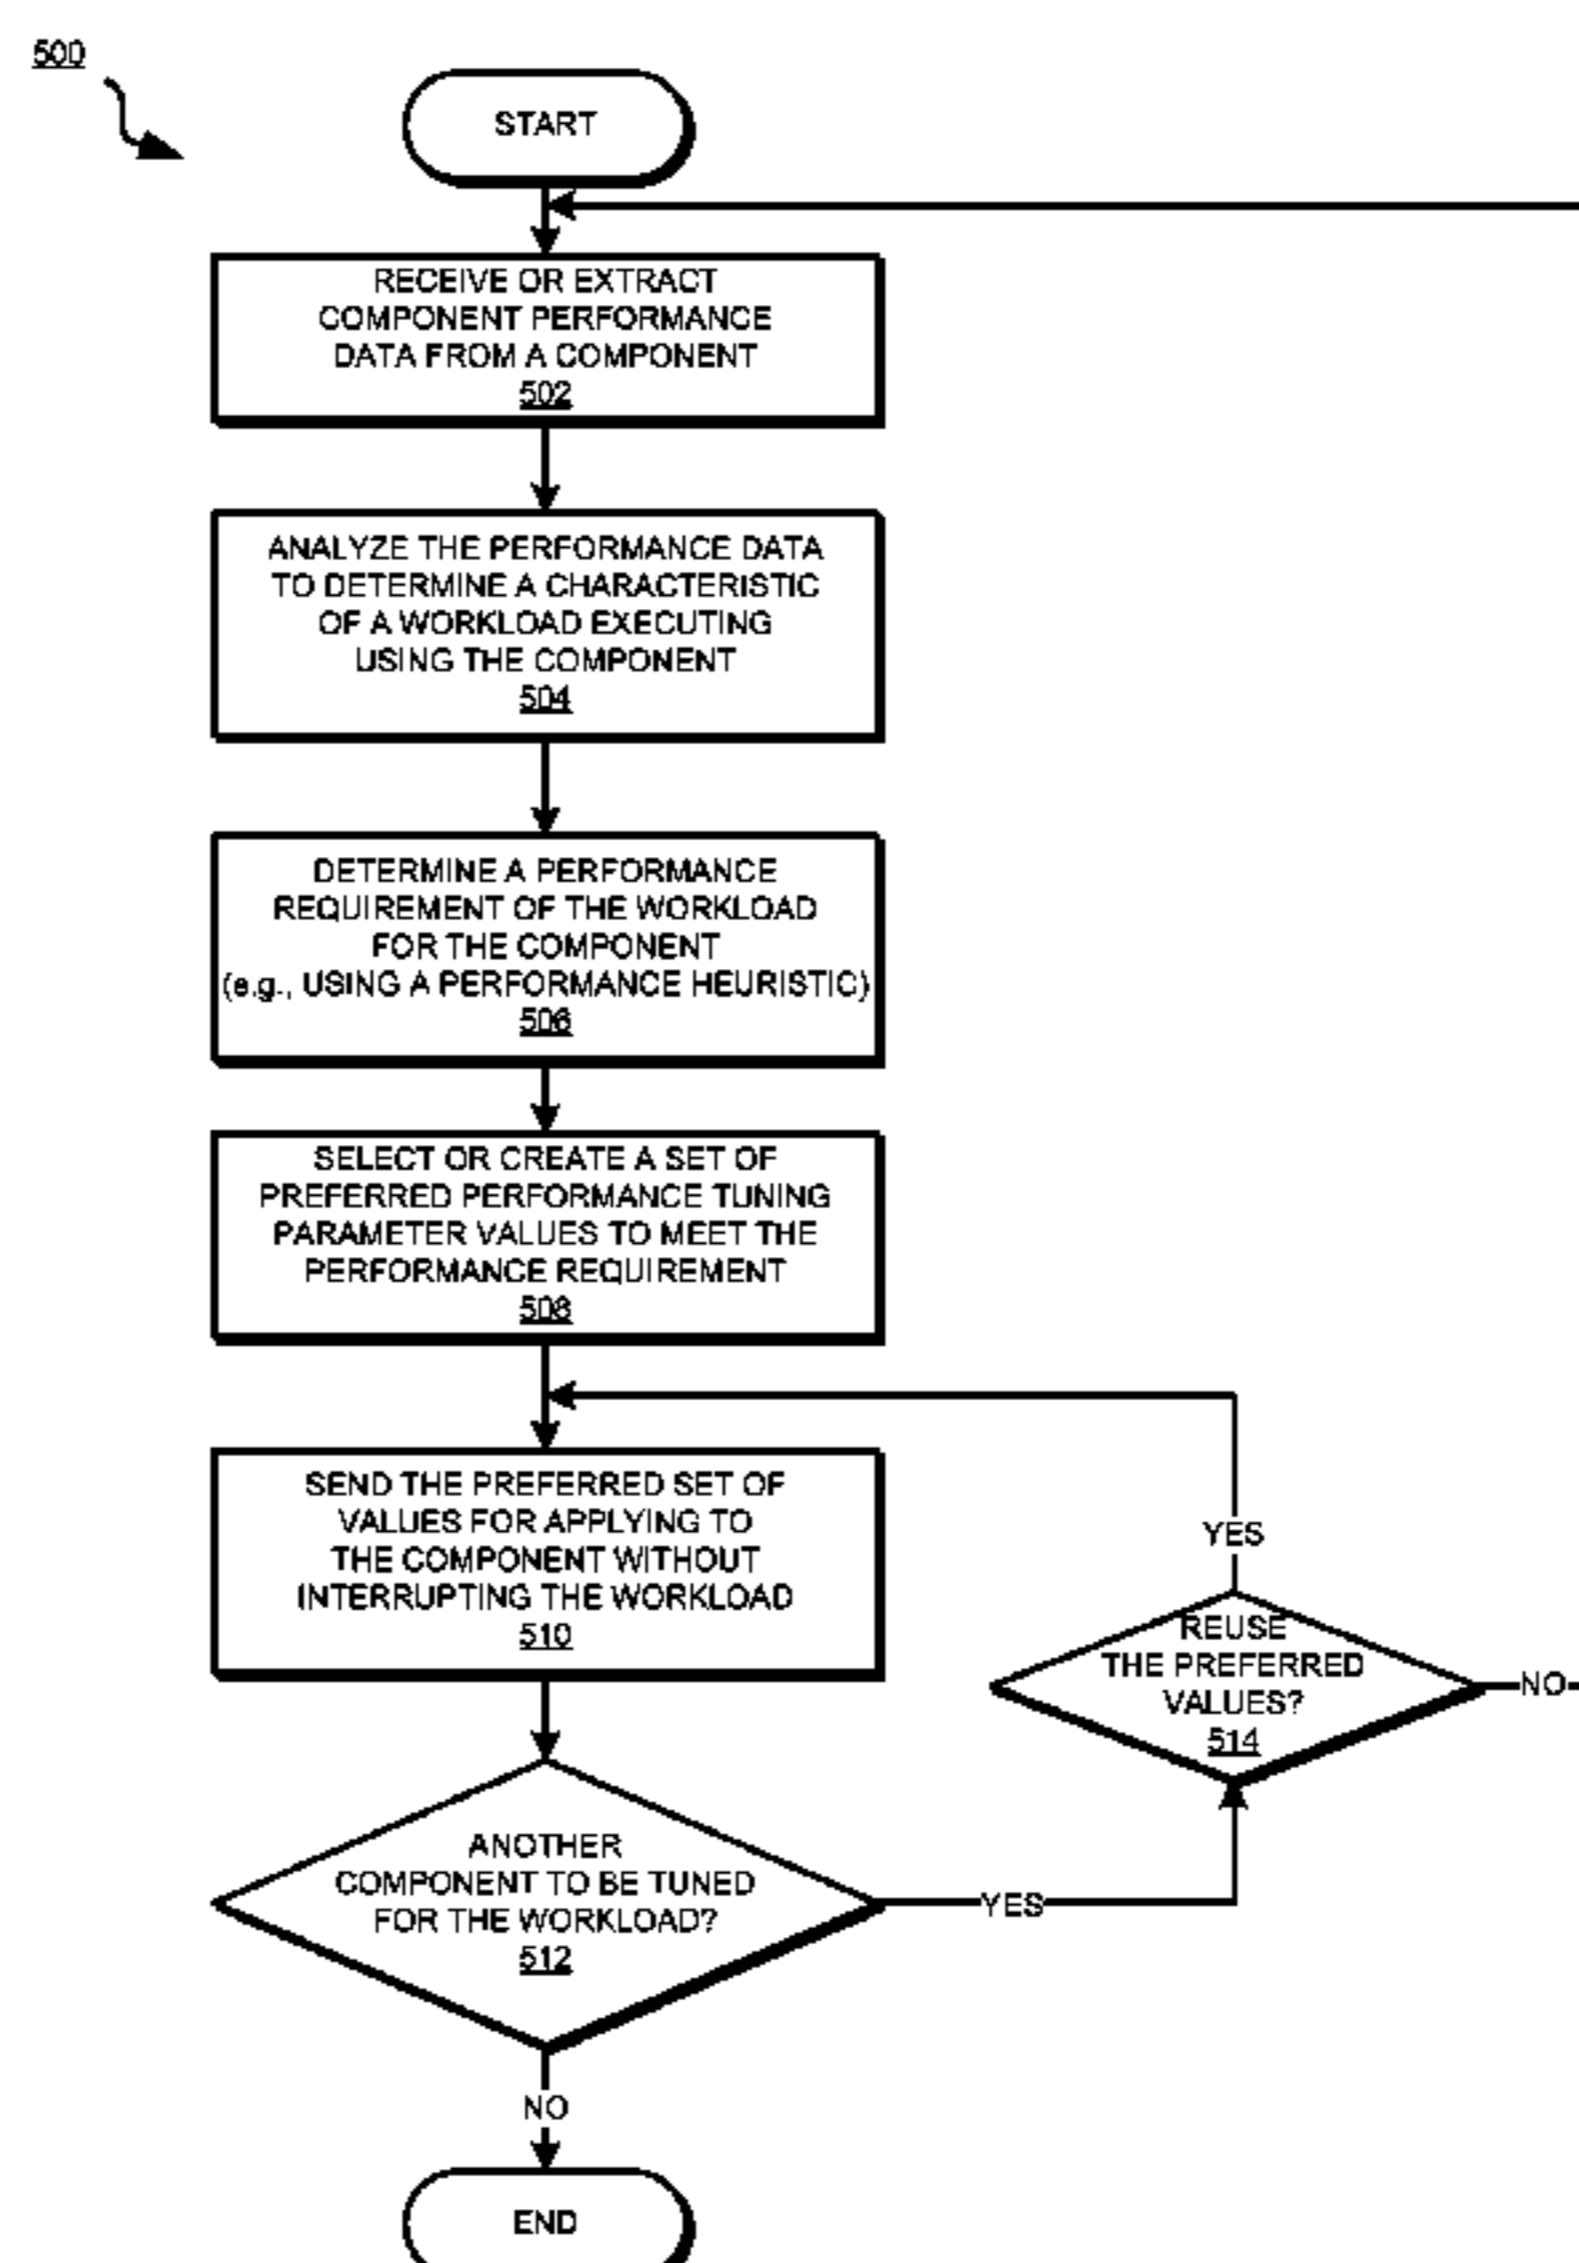 500
START
RECEIVE OR EXTRACT
COMPONENT PERFORMANCE
DATA FROM A COMPONENT
502
ANALYZE THE PERFORMANCE DATA
TO DETERMINE A CHARACTERISTIC
OF A WORKLOAD EXECUTING
USING THE COMPONENT
504
DETERMINE A PERFORMANCE
REQUIREMENT OF THE WORKLOAD
FOR THE COMPONENT
(e.g., USING A PERFORMANCE HEURISTIC)
506
SELECT OR CREATE A SET OF
PREFERRED PERFORMANCE TUNING
PARAMETER VALUES TO MEET THE
PERFORMANCE REQUIREMENT
508
SEND THE PREFERRED SET OF
VALUES FOR APPLYING TO
THE COMPONENT WITHOUT
INTERRUPTING THE WORKLOAD
510
YES
REUSE
THE PREFERRED
VALUES?
514
NO
ANOTHER
COMPONENT TO BE TUNED
FOR THE WORKLOAD?
512
YES
NO
END